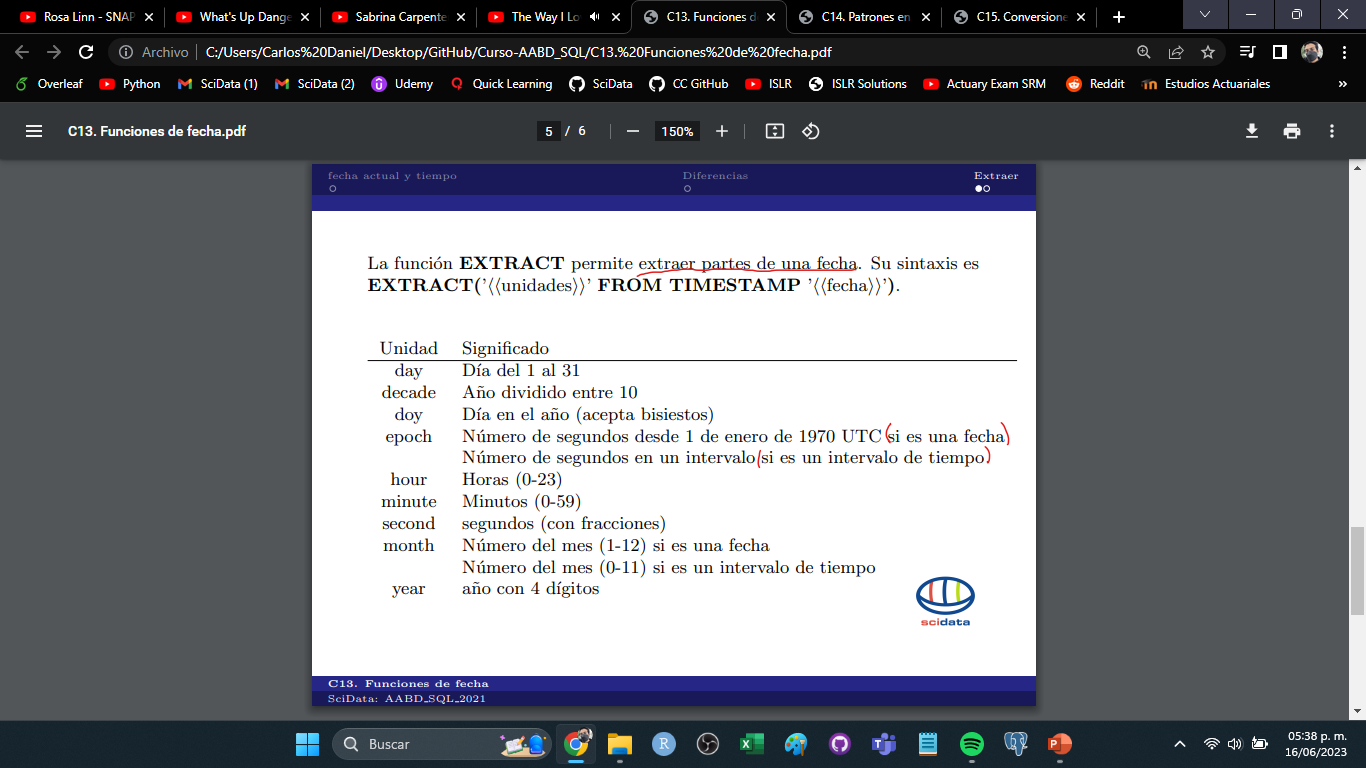 Rosa Linn - SNAP
What's Up Dange
Sabrina Carpente
The Way I Lo
C13. Funciones d
C14. Patrones en
C15. Conversione
Archivo
C:/Users/Carlos%20Daniel/Desktop/GitHub/Curso-AABD_SQL/C13.%20Funciones%20de%20fecha.pdf
Overleaf
Python
SciData (1)
SciData (2)
Udemy
Quick Learning
SciData
CC GitHub
ISLR
ISLR Solutions
Actuary Exam SRM
Reddit
Estudios Actuariales
»
C13. Funciones de fecha.pdf
5 / 6
150%
fecha actual y tiempo
Diferencias
Extraer
La función EXTRACT permite extraer partes de una fecha. Su sintaxis es
EXTRACT('⟨⟨unidades⟩⟩' FROM TIMESTAMP '⟨⟨fecha⟩⟩').
Unidad Significado
day Día del 1 al 31
decade Año dividido entre 10
doy Día en el año (acepta bisiestos)
epoch Número de segundos desde 1 de enero de 1970 UTC (si es una fecha)
Número de segundos en un intervalo (si es un intervalo de tiempo)
hour Horas (0-23)
minute Minutos (0-59)
second segundos (con fracciones)
month Número del mes (1-12) si es una fecha
Número del mes (0-11) si es un intervalo de tiempo
year año con 4 dígitos
scidata
C13. Funciones de fecha
SciData: AABD_SQL_2021
Buscar
R
05:38 p. m.
16/06/2023